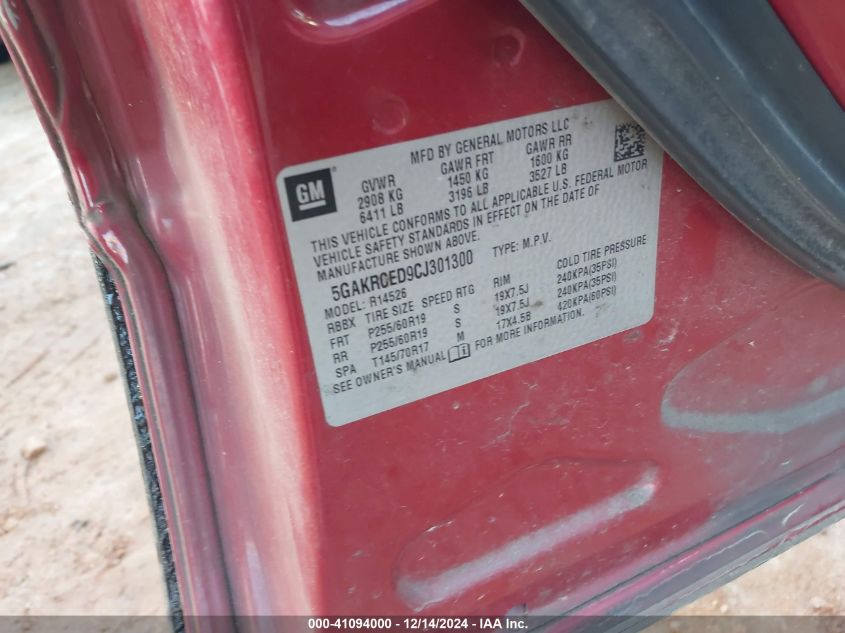 MFD BY GENERAL MOTORS LLC
GM
GVWR GAWR FRT GAWR RR
2908 KG 1450 KG 1600 KG
6411 LB 3196 LB 3527 LB
THIS VEHICLE CONFORMS TO ALL APPLICABLE U.S. FEDERAL MOTOR
VEHICLE SAFETY STANDARDS IN EFFECT ON THE DATE OF
MANUFACTURE SHOWN ABOVE.
5GAKRCED9CJ301300 TYPE: M.P.V.
MODEL: R14526
RBBX TIRE SIZE SPEED RTG RIM COLD TIRE PRESSURE
FRT P255/60R19 S 19X7.5J 240KPA(35PSI)
RR P255/60R19 S 19X7.5J 240KPA(35PSI)
SPA T145/70R17 M 17X4.5B 420KPA(60PSI)
SEE OWNER'S MANUAL i FOR MORE INFORMATION.
000-41094000 - 12/14/2024 - IAA Inc.